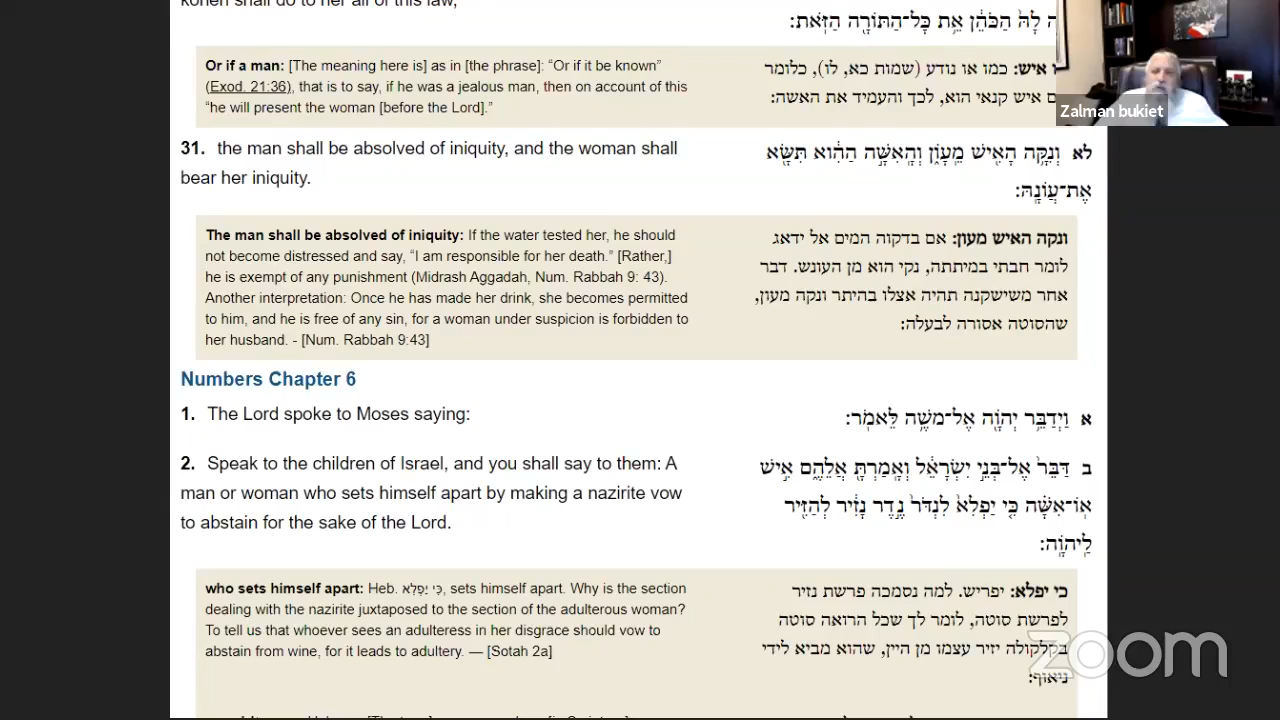 konen shall do to her all of this law,
ה לָהּ הַכֹּהֵן אֵת כָּל־הַתּוֹרָה הַזֹּאת:
Or if a man: [The meaning here is] as in [the phrase]: “Or if it be known”
(Exod. 21:36), that is to say, if he was a jealous man, then on account of this
“he will present the woman [before the Lord].”
איש: כמו או נודע (שמות כא, לו), כלומר
ם איש קנאי הוא, לכך והעמיד את האשה:
Zalman bukiet
31. the man shall be absolved of iniquity, and the woman shall
bear her iniquity.
לא וְנִקָּה הָאִישׁ מֵעָוֹן וְהָאִשָּׁה הַהִוא תִּשָּׂא
אֶת־עֲוֹנָהּ:
The man shall be absolved of iniquity: If the water tested her, he should
not become distressed and say, “I am responsible for her death.” [Rather,]
he is exempt of any punishment (Midrash Aggadah, Num. Rabbah 9: 43).
Another interpretation: Once he has made her drink, she becomes permitted
to him, and he is free of any sin, for a woman under suspicion is forbidden to
her husband. - [Num. Rabbah 9:43]
ונקה האיש מעון: אם בדקוה המים אל ידאג
לומר חבתי במיתתה, נקי הוא מן העונש. דבר
אחר משישקנה תהיה אצלו בהיתר ונקה מעון,
שהסוטה אסורה לבעלה:
Numbers Chapter 6
1. The Lord spoke to Moses saying:
א וַיְדַבֵּר יְהֹוָה אֶל־משֶׁה לֵּאמֹר:
2. Speak to the children of Israel, and you shall say to them: A
man or woman who sets himself apart by making a nazirite vow
to abstain for the sake of the Lord.
ב דַּבֵּר אֶל־בְּנֵי יִשְׂרָאֵל וְאָמַרְתָּ אֲלֵהֶם אִישׁ
אוֹ־אִשָּׁה כִּי יַפְלִא לִנְדֹּר נֶדֶר נָזִיר לְהַזִּיר
לַיהוָֹה:
who sets himself apart: Heb. כִּי יַפְלִא, sets himself apart. Why is the section
dealing with the nazirite juxtaposed to the section of the adulterous woman?
To tell us that whoever sees an adulteress in her disgrace should vow to
abstain from wine, for it leads to adultery. — [Sotah 2a]
כי יפלא: יפריש. למה נסמכה פרשת נזיר
לפרשת סוטה, לומר לך שכל הרואה סוטה
בקלקולה יזיר עצמו מן היין, שהוא מביא לידי
ניאוף:
zoom